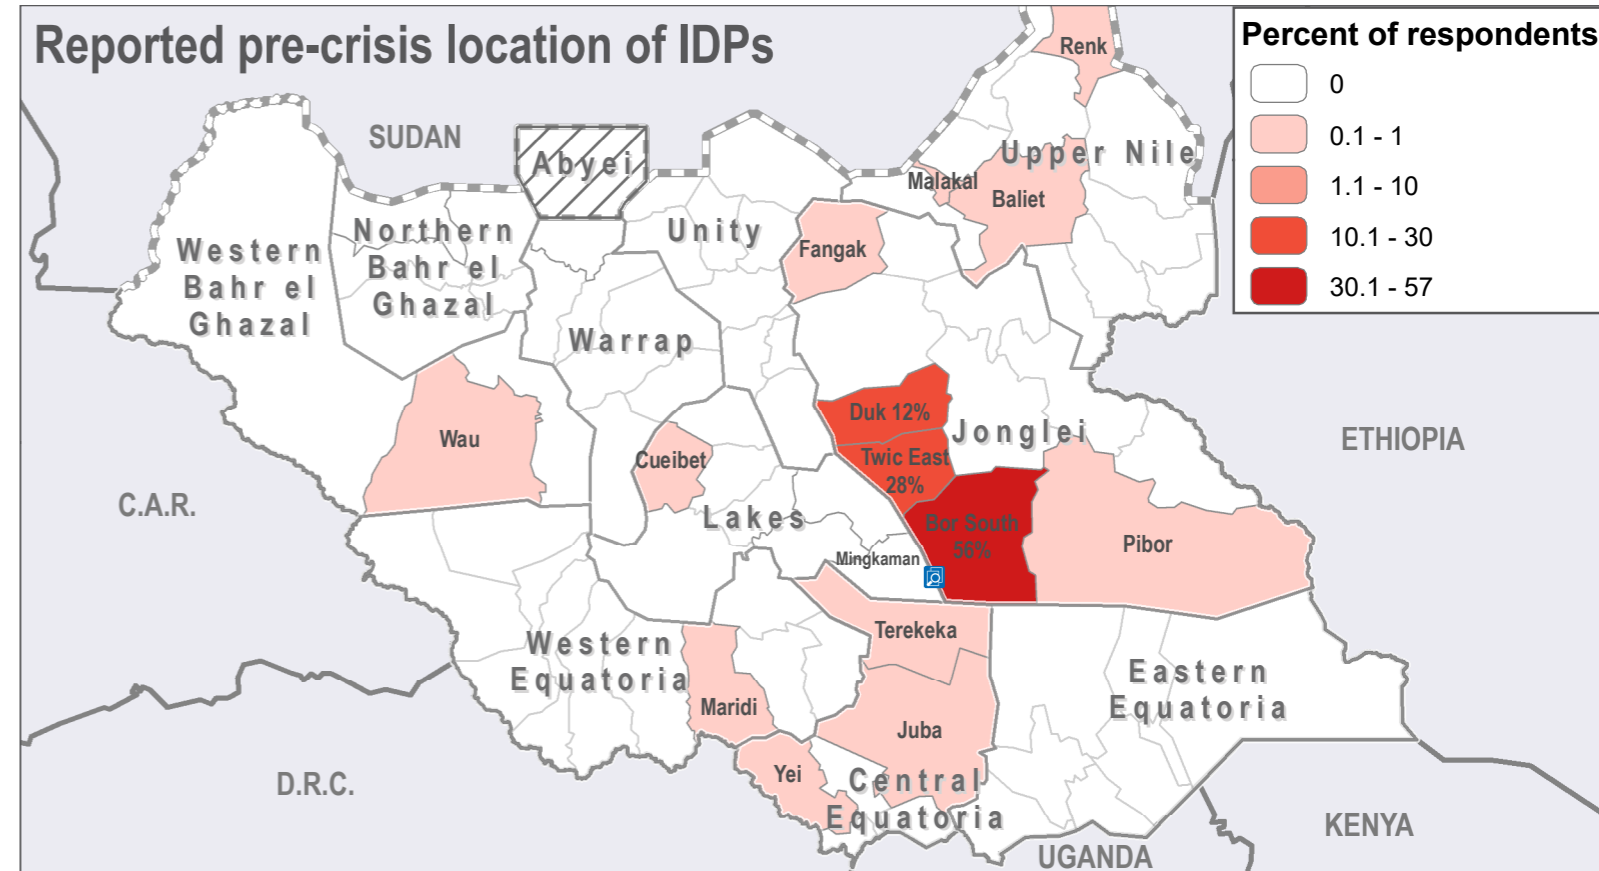 Reported pre-crisis location of IDPs
Percent of respondents
0
0.1 - 1
1.1 - 10
10.1 - 30
30.1 - 57
Renk
SUDAN
Abyei
Upper Nile
Malakal
Baliet
Northern
Bahr el
Ghazal
Western
Bahr el
Ghazal
Unity
Fangak
Warrap
Duk 12%
Jonglei
ETHIOPIA
Wau
Cueibet
Twic East
28%
C.A.R.
Lakes
Bor South
56%
Pibor
Mingkaman
Terekeka
Western
Equatoria
Eastern
Equatoria
Maridi
Juba
D.R.C.
Yei
Central
Equatoria
KENYA
UGANDA